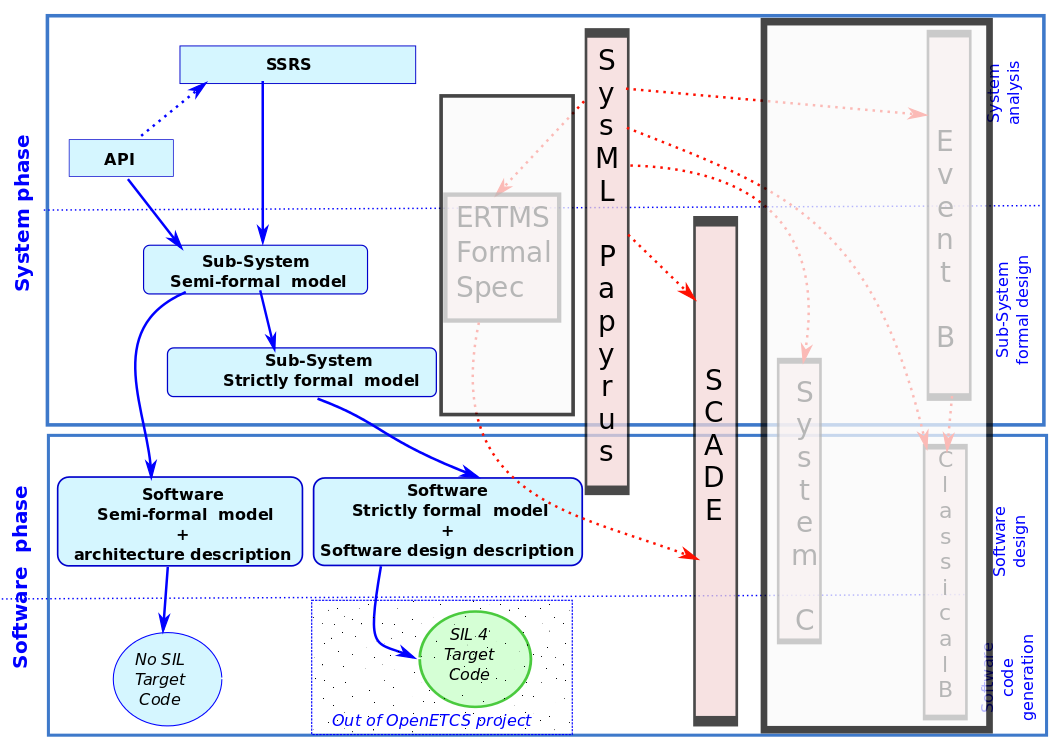 System phase
Software  phase
SSRS
API
Sub-System
Semi-formal  model
Sub-System
Strictly formal  model
Software
Semi-formal  model
+
architecture description
Software
Strictly formal  model
+
Software design description
No SIL
Target
Code
SIL 4
Target
Code
Out of OpenETCS project
ERTMS
Formal
Spec
SysML Papyrus
SCADE
System C
Event B
Classical B
System
analysis
Sub-System
formal design
Software
design
Software
code
generation